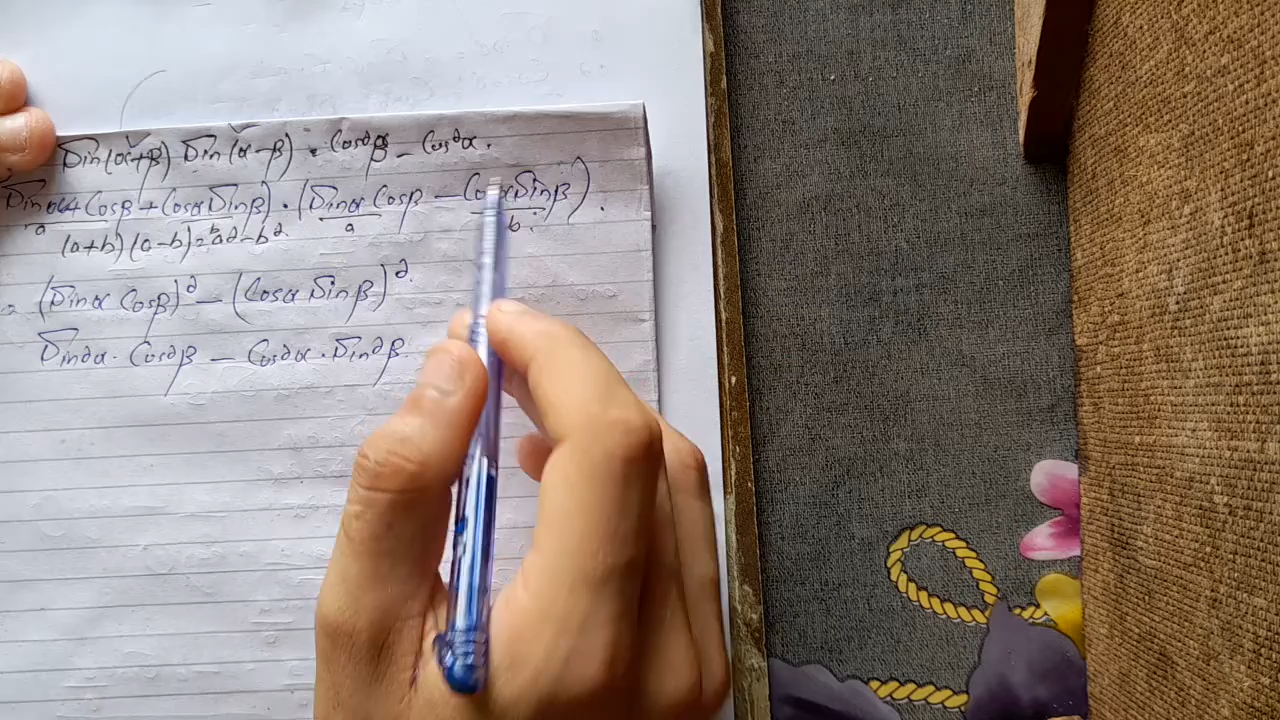 Sin(α+β) Sin(α-β) = Cos²β - Cos²α.
Sinα Cosβ + Cosα Sinβ) · (Sinα Cosβ - Cosα Sinβ).
a b a b.
(a+b)(a-b) = a² - b²
= (Sinα Cosβ)² - (Cosα Sinβ)².
Sin²α · Cos²β - Cos²α · Sin²β.